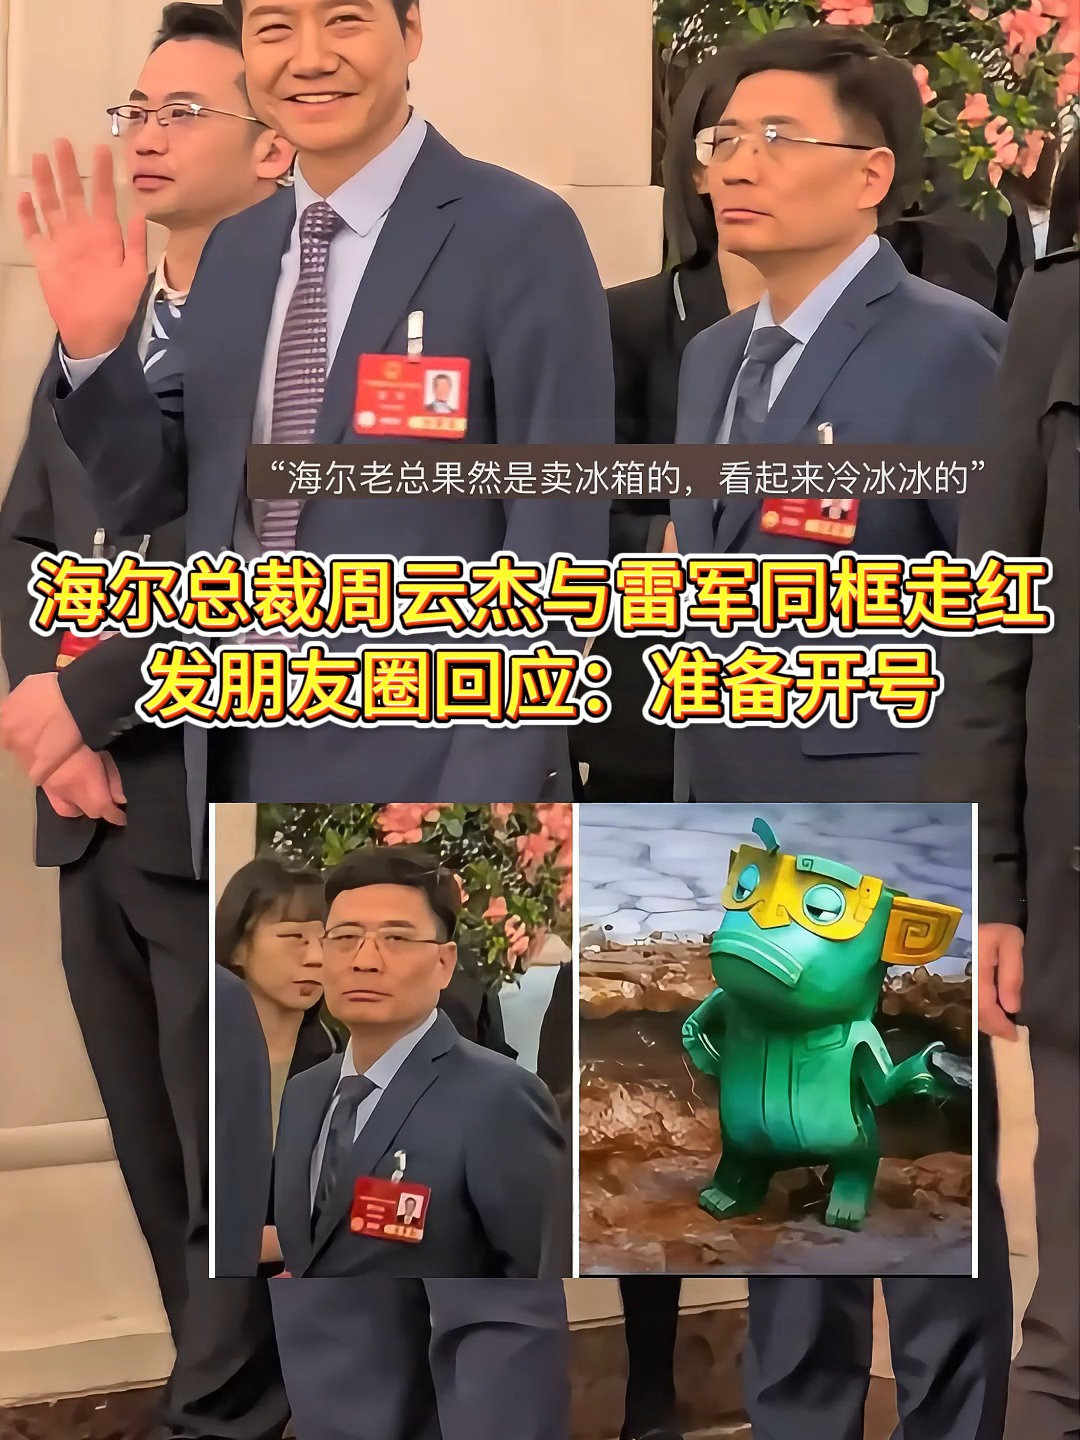 “海尔老总果然是卖冰箱的，看起来冷冰冰的”
海尔总裁周云杰与雷军同框走红
发朋友圈回应：准备开号